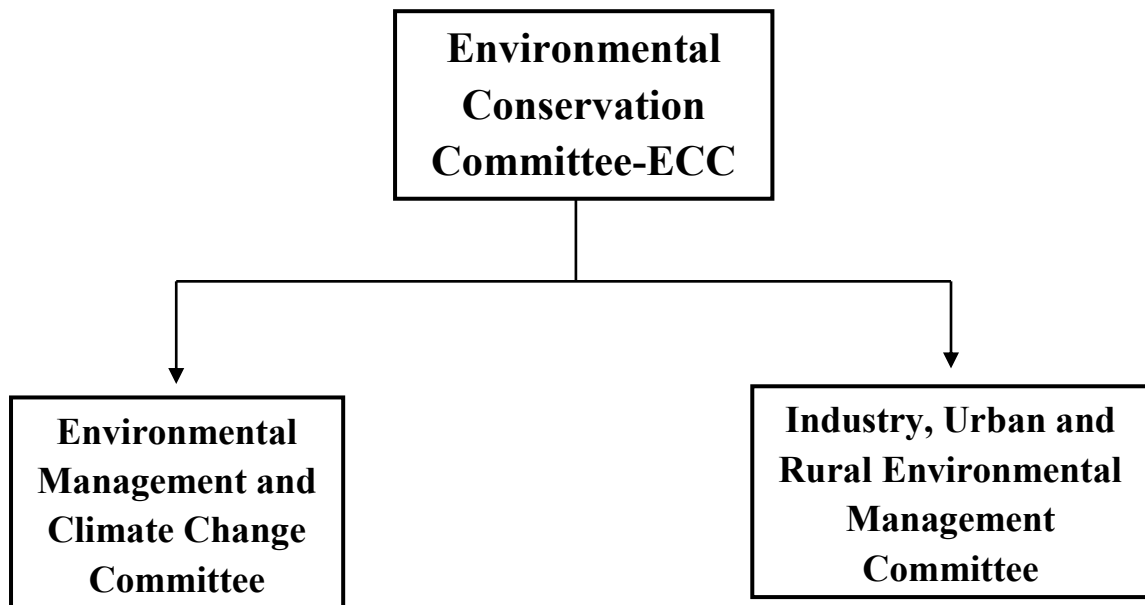 Environmental
Conservation
Committee-ECC
Environmental
Management and
Climate Change
Committee
Industry, Urban and
Rural Environmental
Management
Committee